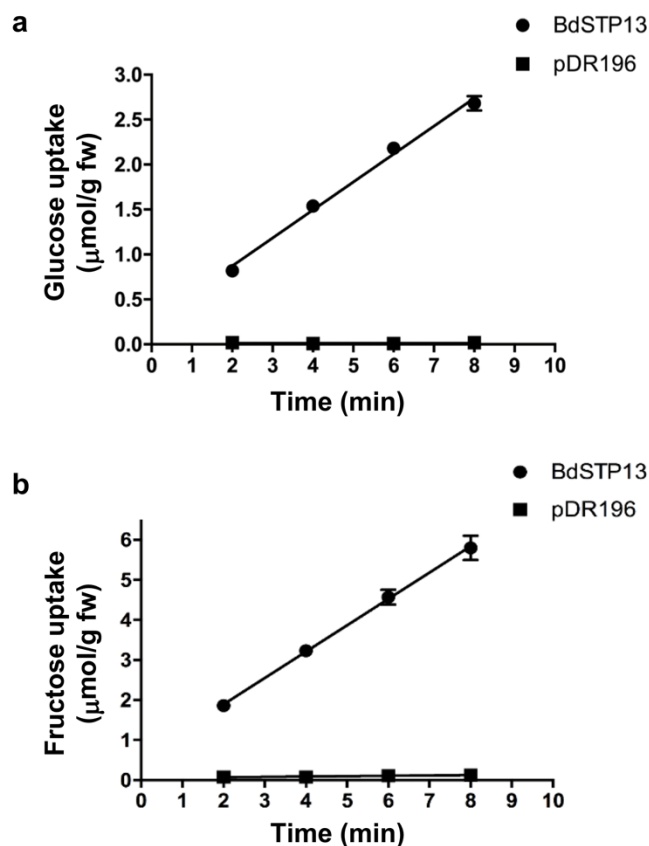 a
BdSTP13
pDR196
Glucose uptake
(μmol/g fw)
3.0
2.5
2.0
1.5
1.0
0.5
0.0
0 1 2 3 4 5 6 7 8 9 10
Time (min)
b
BdSTP13
pDR196
Fructose uptake
(μmol/g fw)
6
5
4
3
2
1
0
0 1 2 3 4 5 6 7 8 9 10
Time (min)